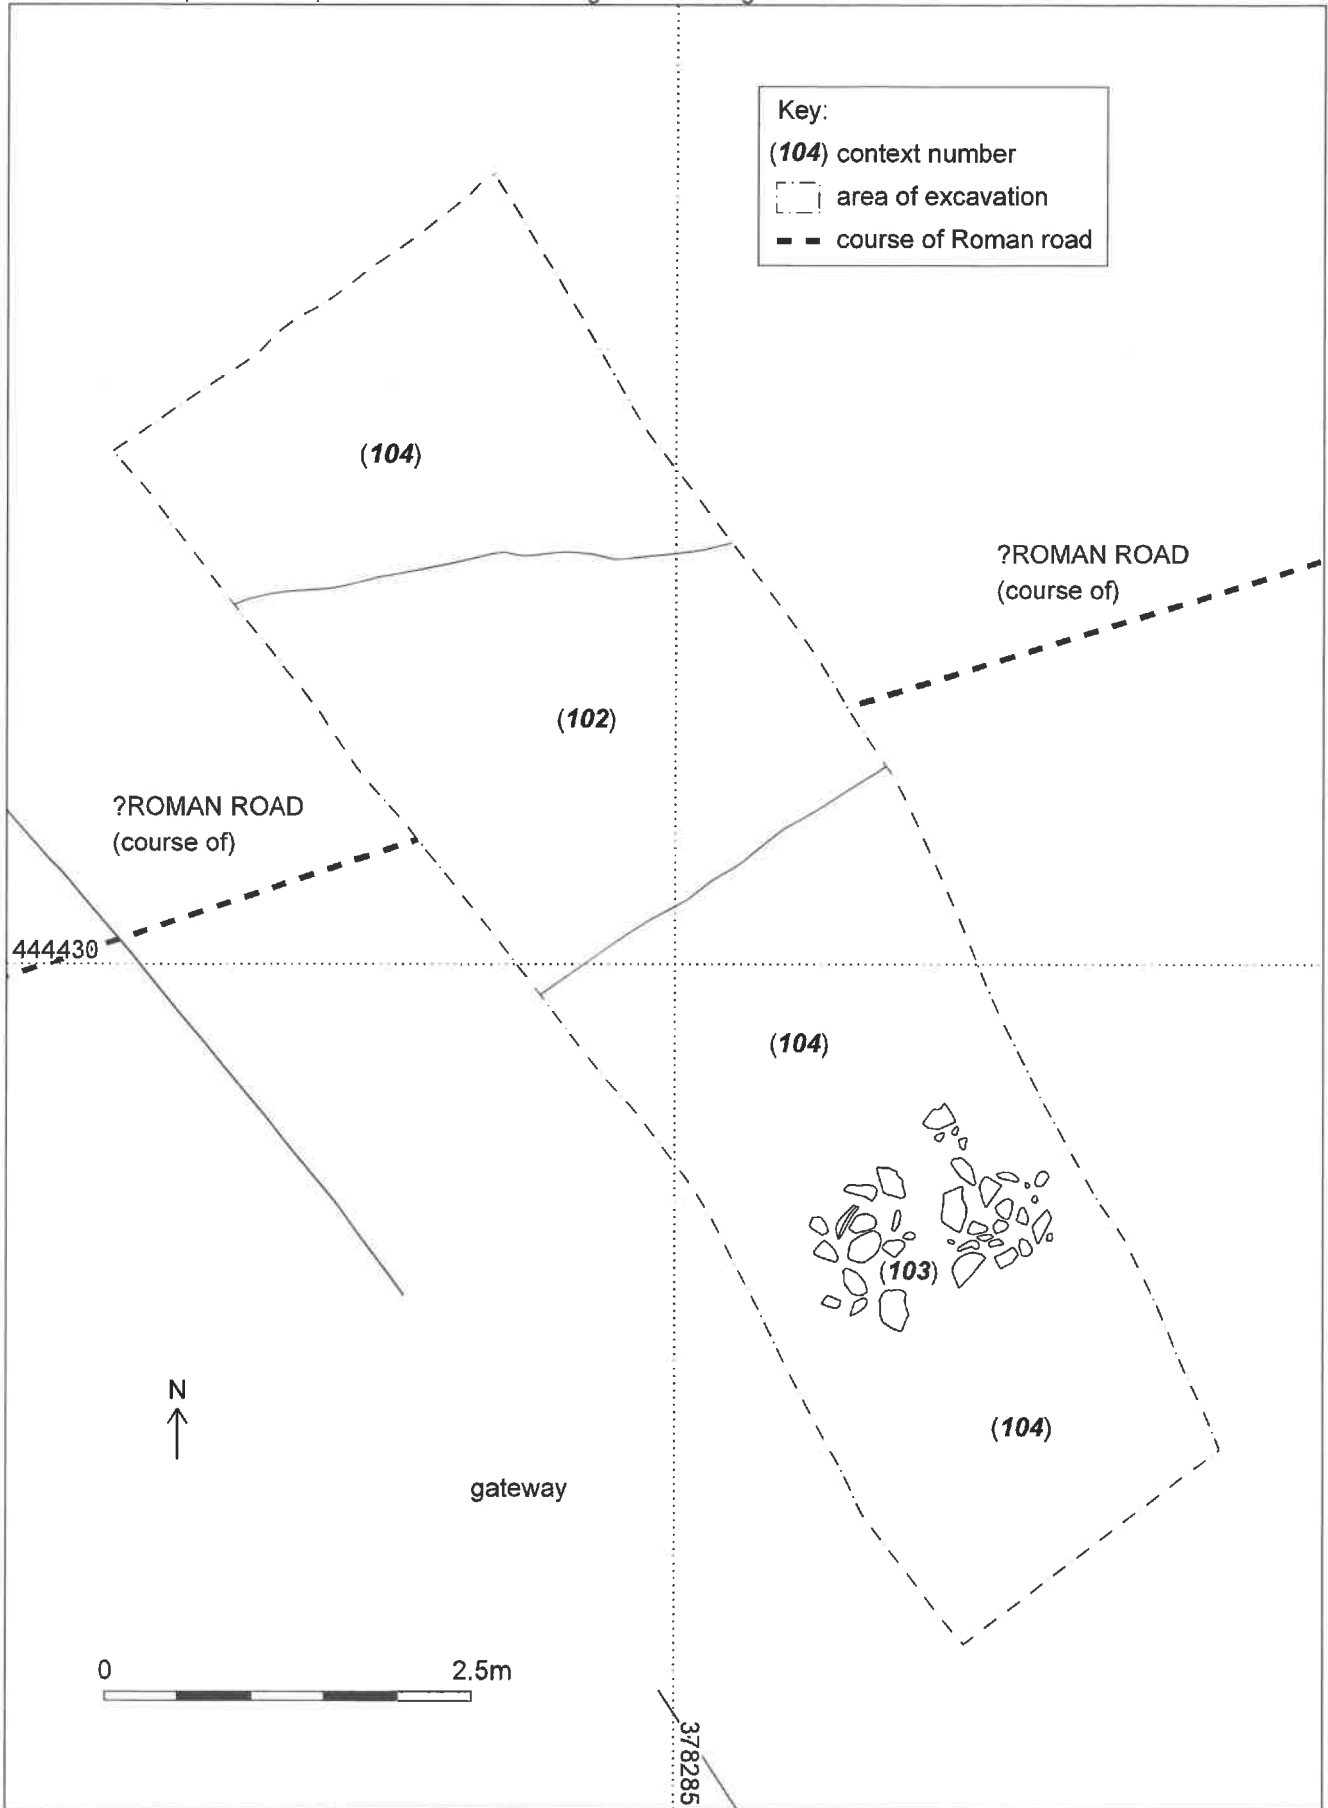 Key:
(104) context number
area of excavation
course of Roman road
(104)
?ROMAN ROAD
(course of)
(102)
?ROMAN ROAD
(course of)
444430
(104)
(103)
N
(104)
gateway
0 2.5m
378285